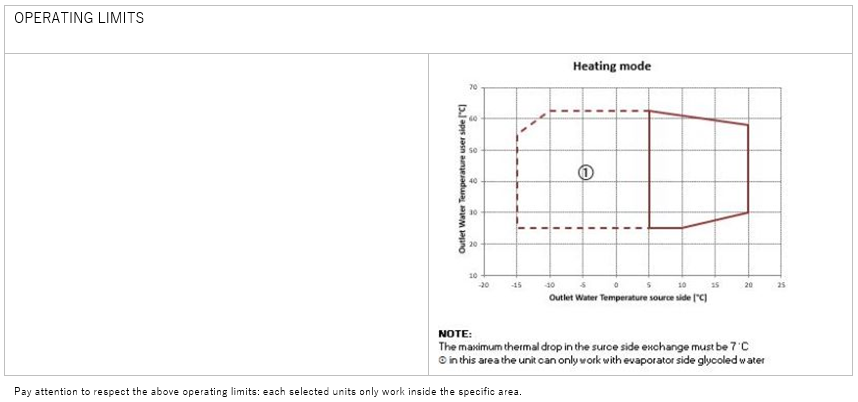 OPERATING LIMITS
Heating mode
Outlet Water Temperature user side [°C]
70
60
50
40
30
20
10
①
-20 -15 -10 -5 0 5 10 15 20 25
Outlet Water Temperature source side [°C]
NOTE:
The maximum thermal drop in the surce side exchange must be 7°C
① in this area the unit can only work with evaporator side glycoled water
Pay attention to respect the above operating limits: each selected units only work inside the specific area.